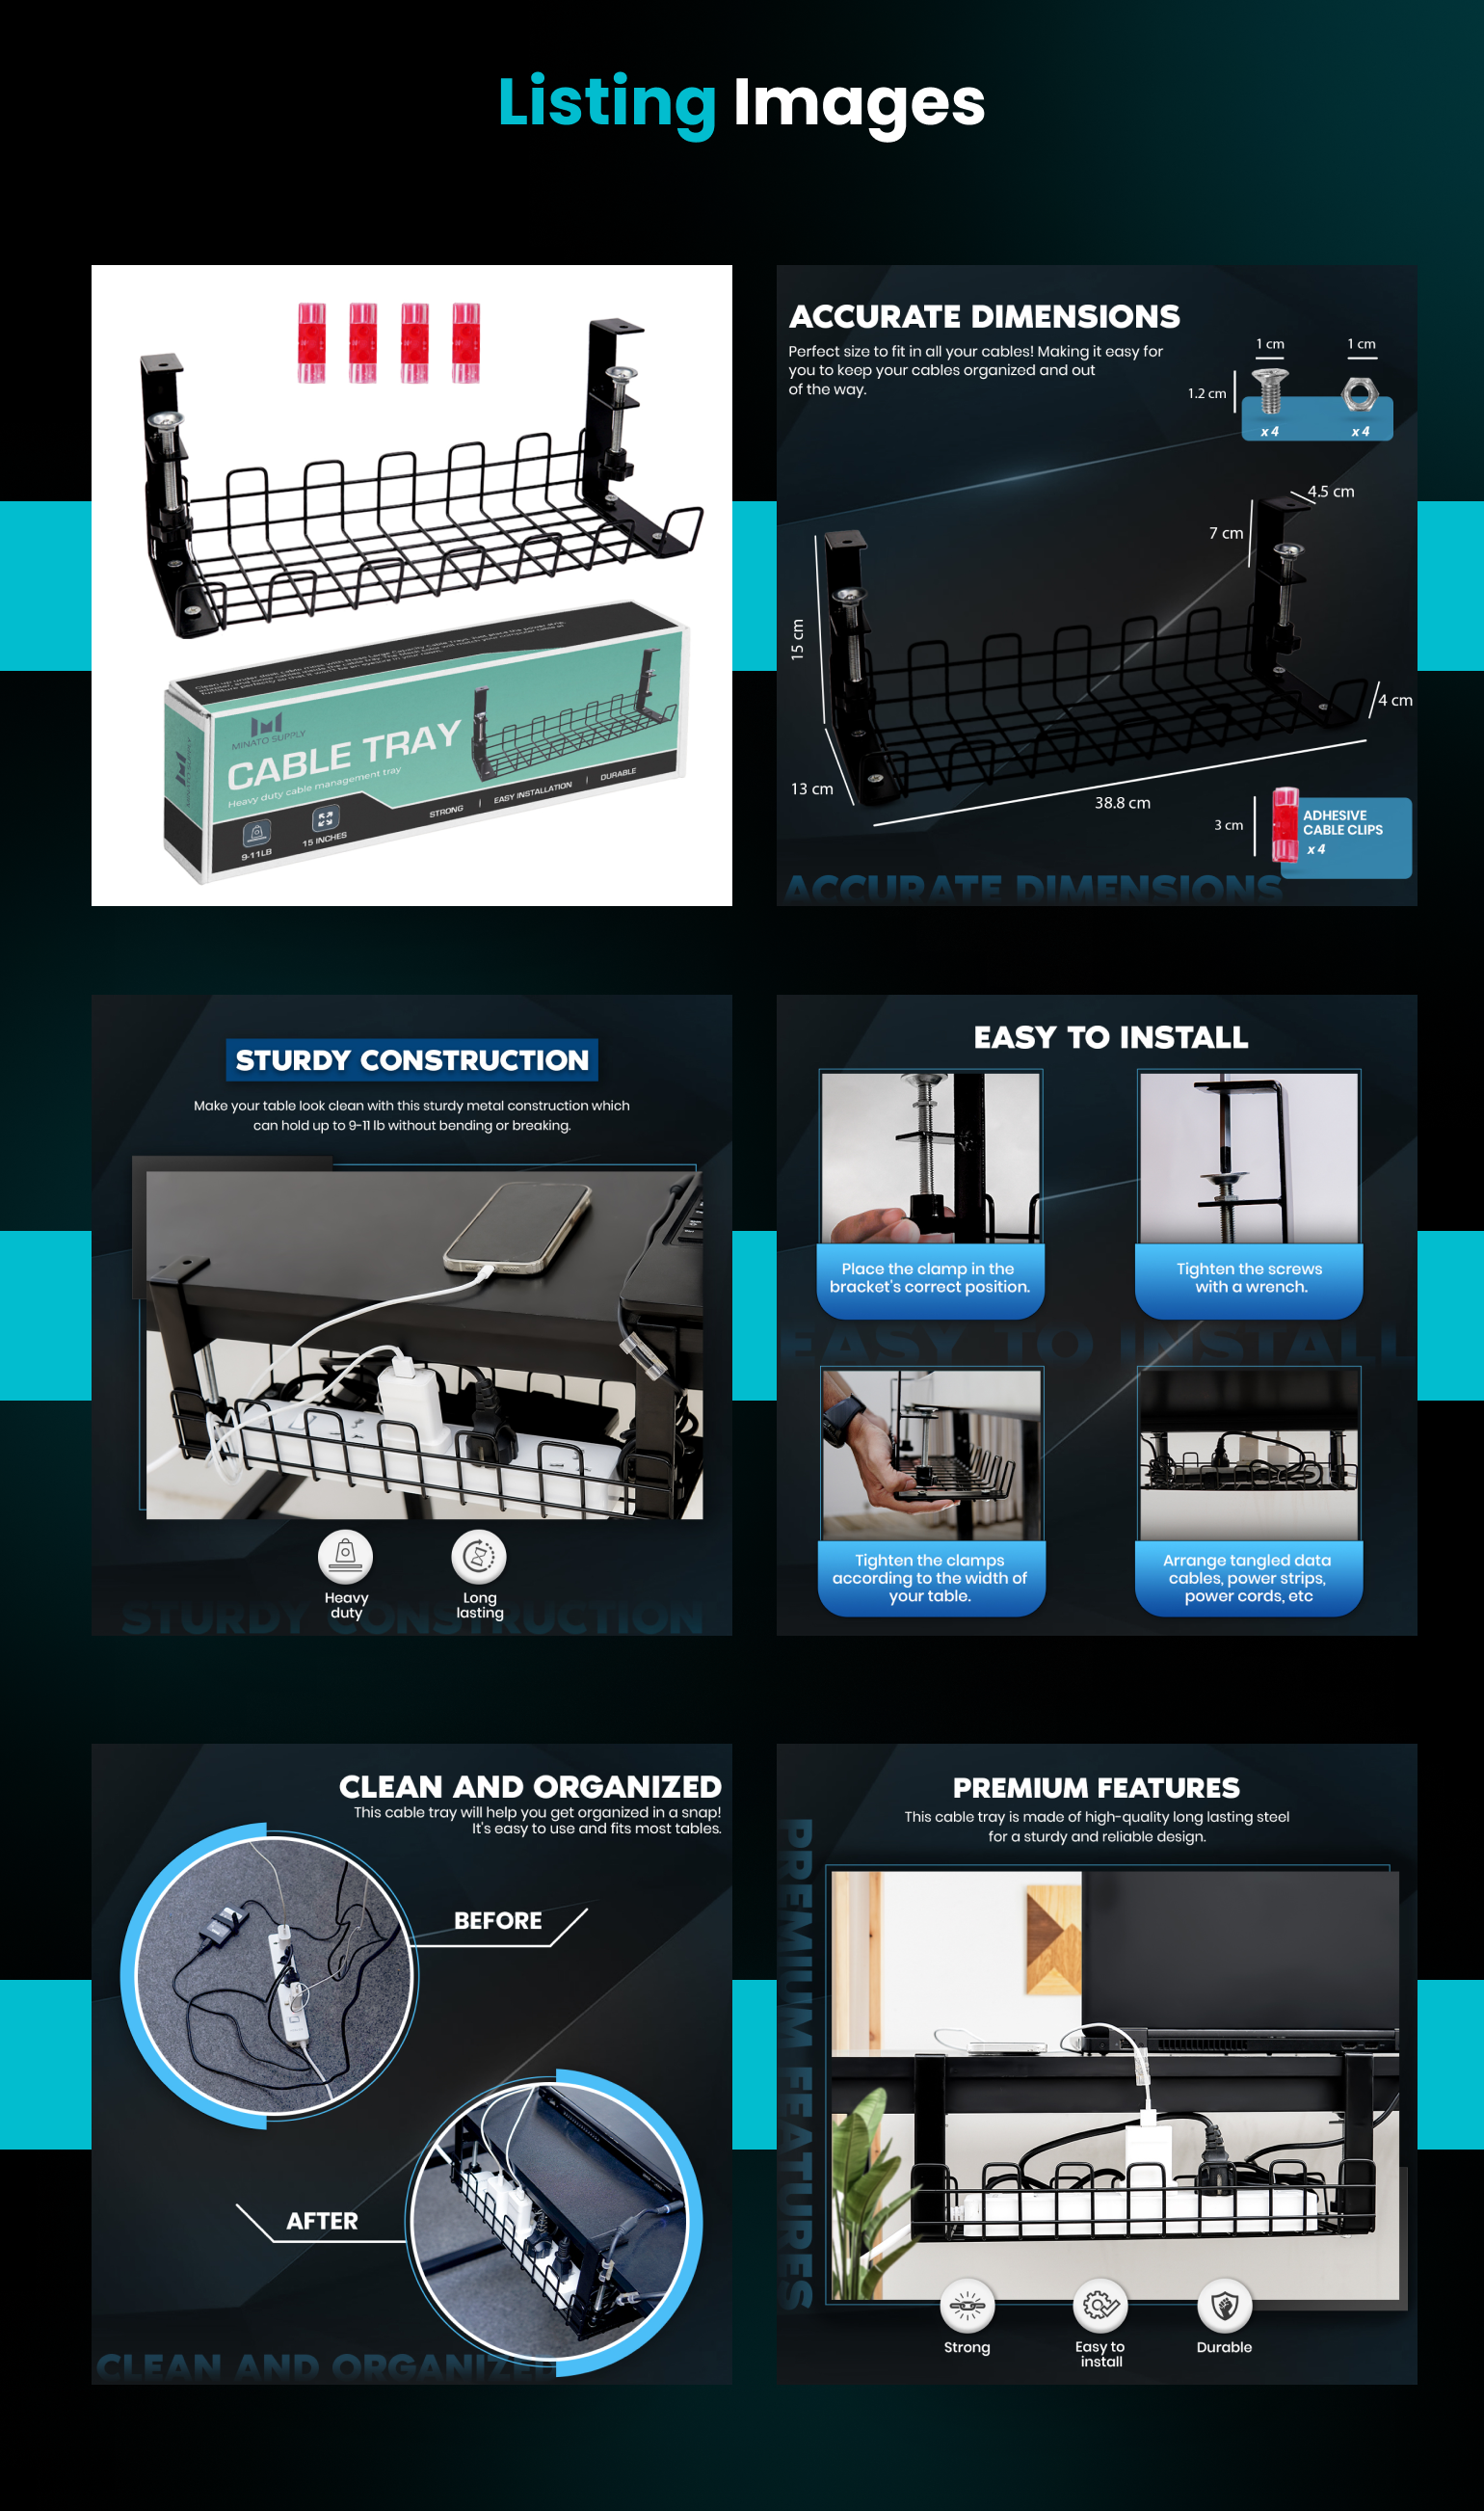 Listing Images
MINATO SUPPLY
MINATO SUPPLY
CABLE TRAY
Heavy duty cable management tray
9-11LB
15 INCHES
STRONG | EASY INSTALLATION | DURABLE
ACCURATE DIMENSIONS
Perfect size to fit in all your cables! Making it easy for
you to keep your cables organized and out
of the way.
1 cm
1 cm
1.2 cm
x 4
x 4
4.5 cm
7 cm
15 cm
4 cm
13 cm
38.8 cm
3 cm
ADHESIVE
CABLE CLIPS
x 4
ACCURATE DIMENSIONS
STURDY CONSTRUCTION
Make your table look clean with this sturdy metal construction which
can hold up to 9-11 lb without bending or breaking.
Heavy
duty
Long
lasting
STURDY CONSTRUCTION
EASY TO INSTALL
Place the clamp in the
bracket's correct position.
Tighten the screws
with a wrench.
EASY TO INSTALL
Tighten the clamps
according to the width of
your table.
Arrange tangled data
cables, power strips,
power cords, etc
CLEAN AND ORGANIZED
This cable tray will help you get organized in a snap!
It's easy to use and fits most tables.
BEFORE
AFTER
CLEAN AND ORGANIZED
PREMIUM FEATURES
This cable tray is made of high-quality long lasting steel
for a sturdy and reliable design.
PREMIUM FEATURES
Strong
Easy to
install
Durable